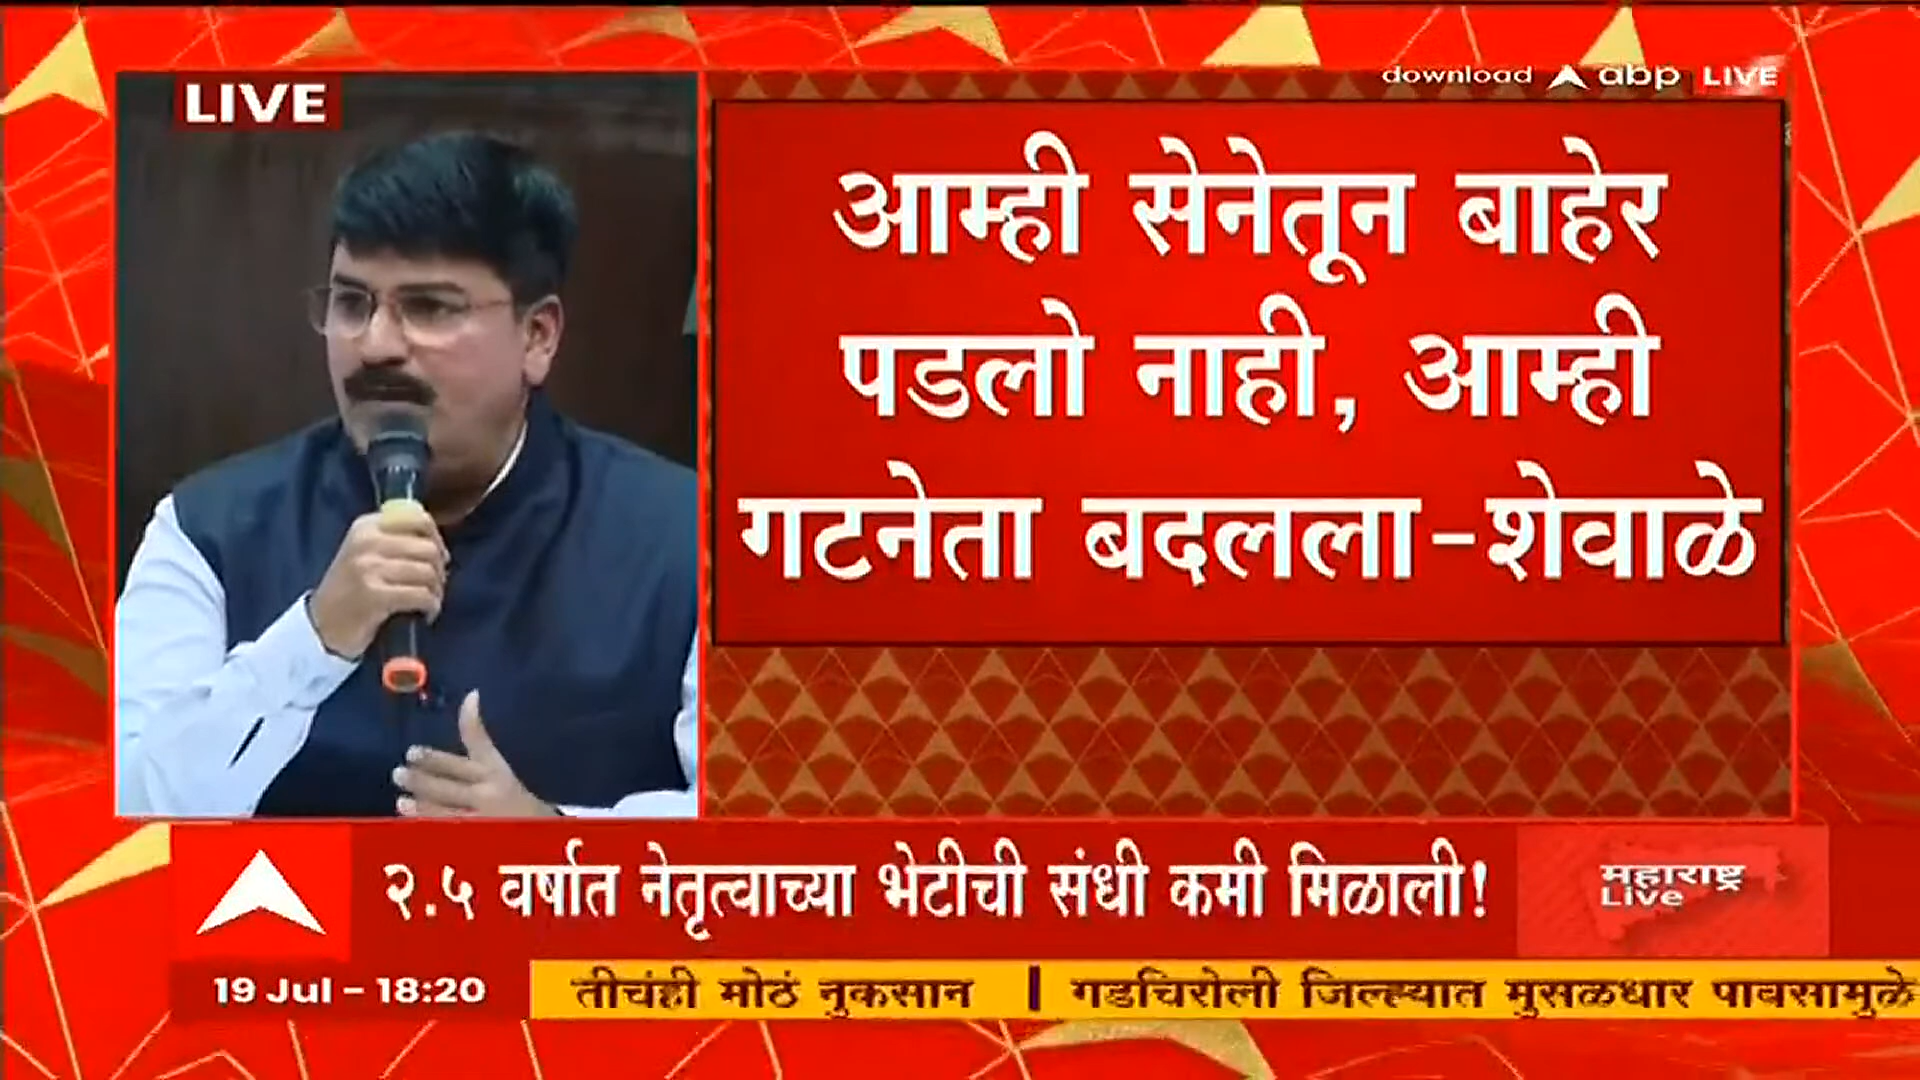 download abp LIVE
LIVE
आम्ही सेनेतून बाहेर
पडलो नाही, आम्ही
गटनेता बदलला-शेवाळे
२.५ वर्षात नेतृत्वाच्या भेटीची संधी कमी मिळाली!
महाराष्ट्र
Live
19 Jul - 18:20
तीचंही मोठं नुकसान | गडचिरोली जिल्ह्यात मुसळधार पावसामुळे